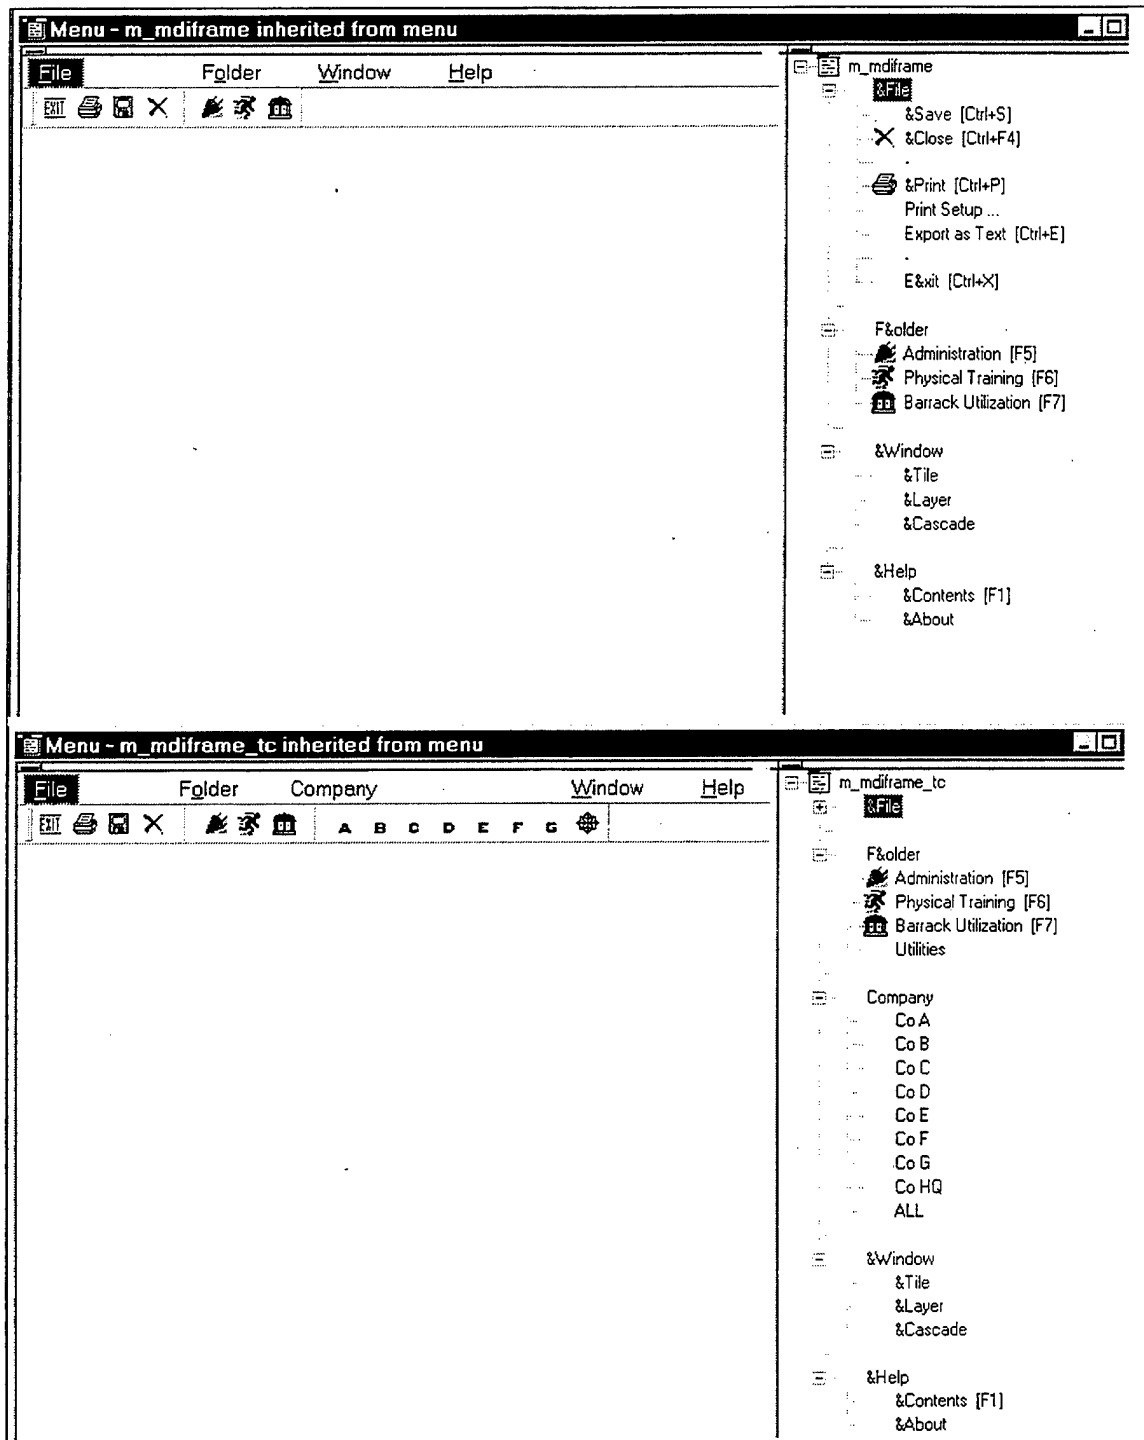 Menu - m_mdiframe inherited from menu
File Folder Window Help
EXIT
m_mdiframe
&File
&Save [Ctrl+S]
&Close [Ctrl+F4]
-
&Print [Ctrl+P]
Print Setup ...
Export as Text [Ctrl+E]
-
E&xit [Ctrl+X]
F&older
Administration [F5]
Physical Training [F6]
Barrack Utilization [F7]
&Window
&Tile
&Layer
&Cascade
&Help
&Contents [F1]
&About
Menu - m_mdiframe_tc inherited from menu
File Folder Company Window Help
EXIT A B C D E F G
m_mdiframe_tc
&File
F&older
Administration [F5]
Physical Training [F6]
Barrack Utilization [F7]
Utilities
Company
Co A
Co B
Co C
Co D
Co E
Co F
Co G
Co HQ
ALL
&Window
&Tile
&Layer
&Cascade
&Help
&Contents [F1]
&About